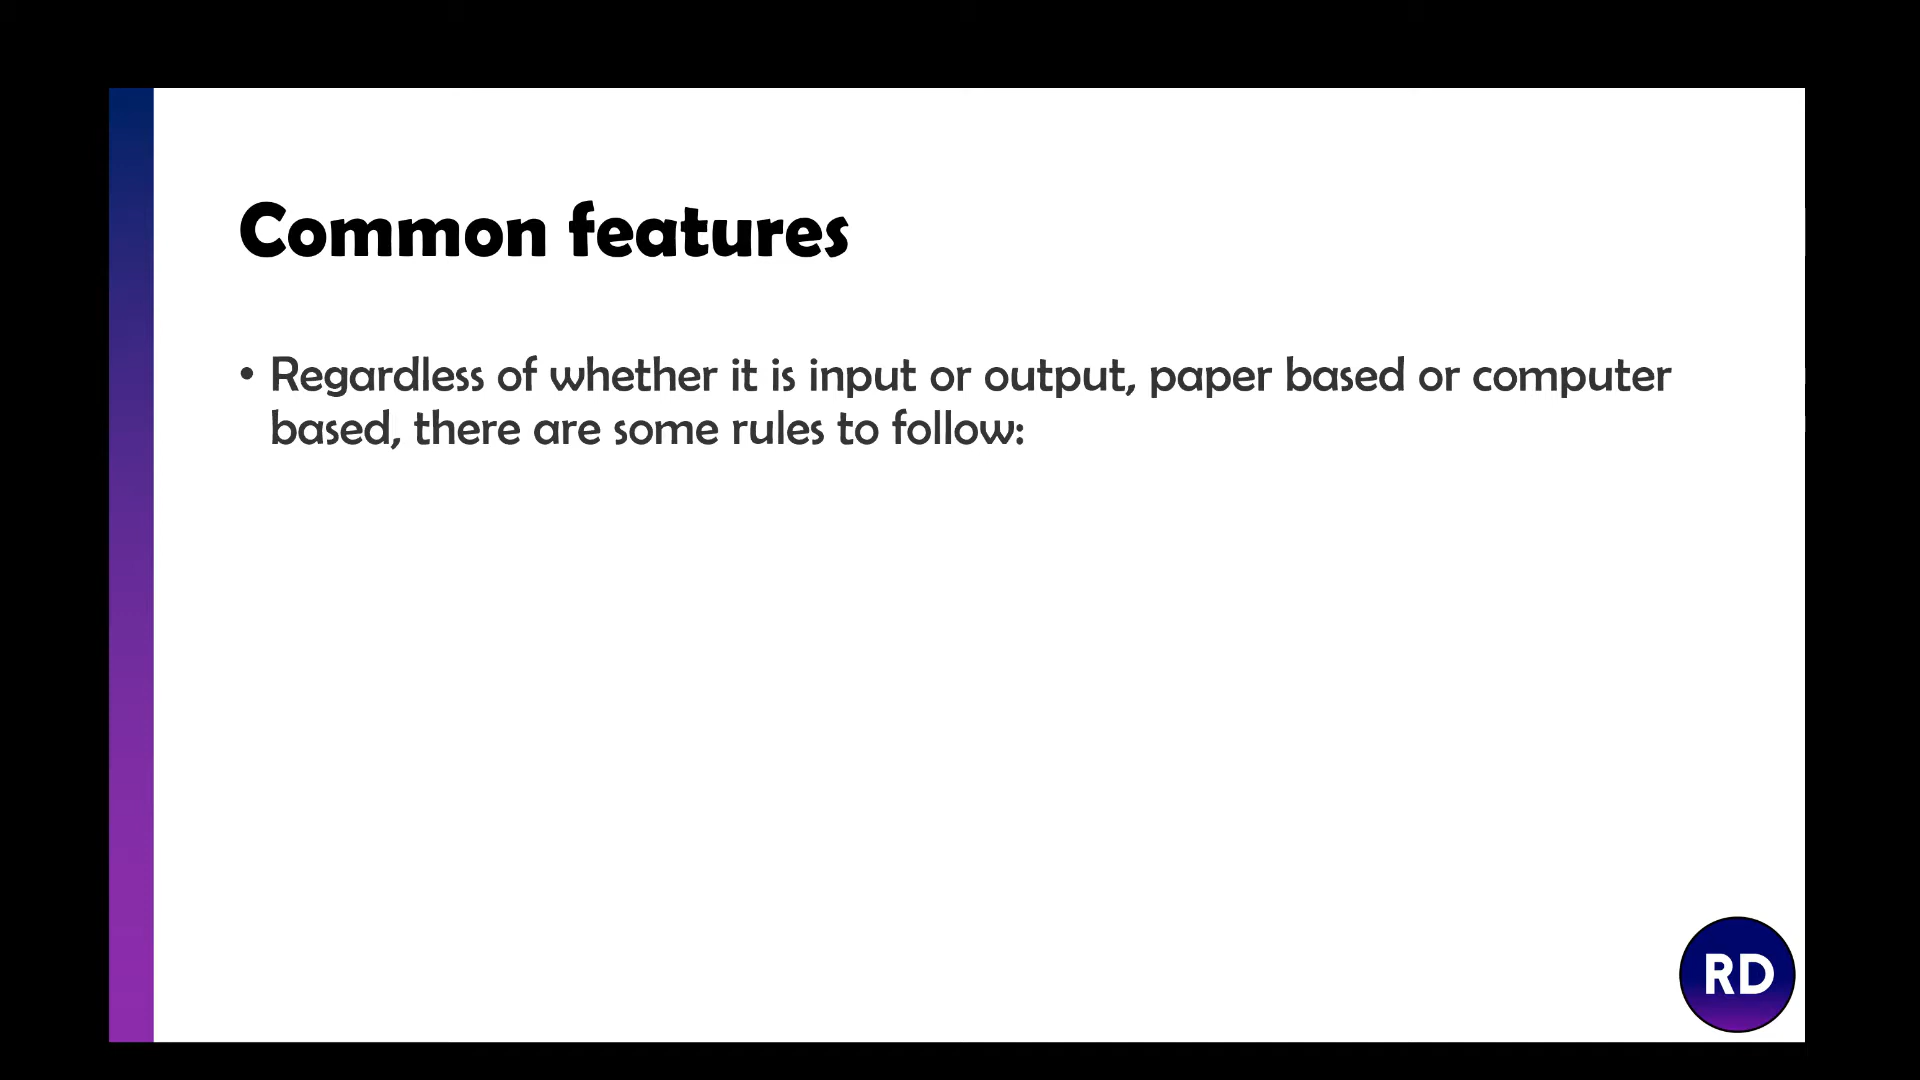 Common features
• Regardless of whether it is input or output, paper based or computer
based, there are some rules to follow:
RD